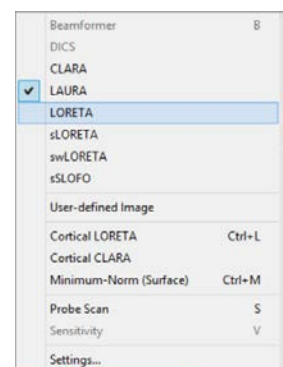 Beamformer B
DICS
CLARA
LAURA
LORETA
sLORETA
swLORETA
sSLOFO
User-defined Image
Cortical LORETA Ctrl+L
Cortical CLARA
Minimum-Norm (Surface) Ctrl+M
Probe Scan S
Sensitivity V
Settings...